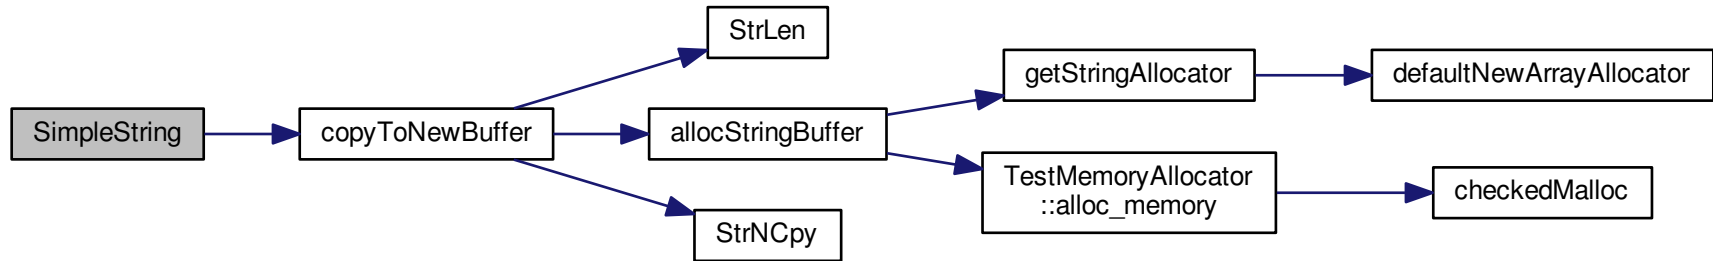 SimpleString
copyToNewBuffer
StrLen
allocStringBuffer
StrNCpy
getStringAllocator
TestMemoryAllocator
::alloc_memory
defaultNewArrayAllocator
checkedMalloc